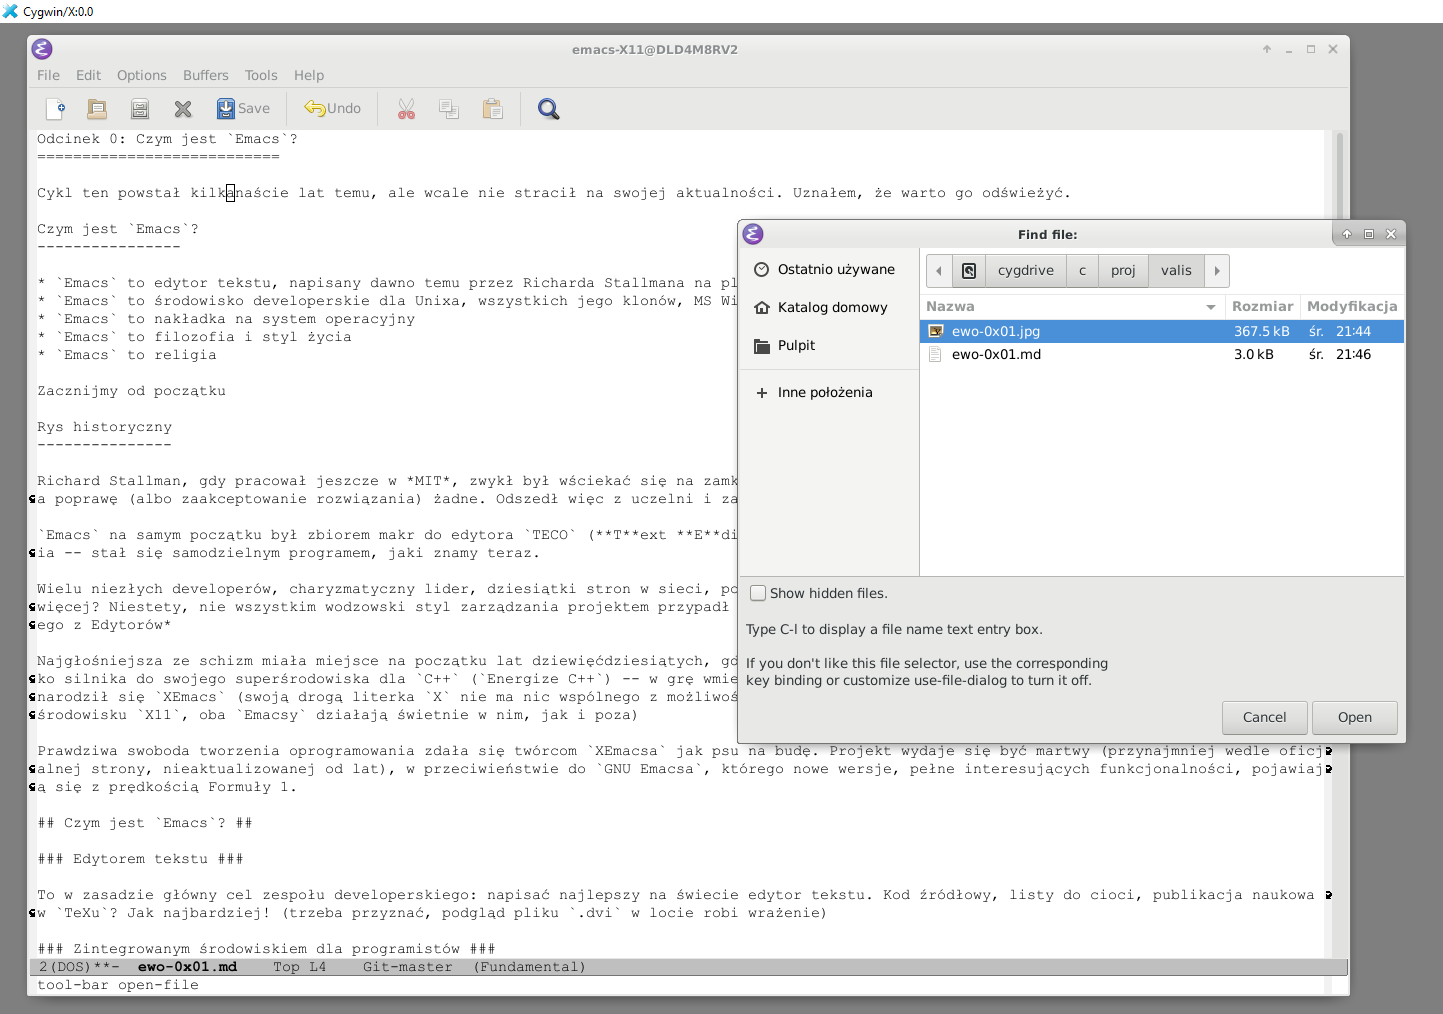 Cygwin/X:0.0
emacs-X11@DLD4M8RV2
File Edit Options Buffers Tools Help
Save Undo
Odcinek 0: Czym jest `Emacs`?
===========================
Cykl ten powstał kilkanaście lat temu, ale wcale nie stracił na swojej aktualności. Uznałem, że warto go odświeżyć.
Czym jest `Emacs`?
----------------
* `Emacs` to edytor tekstu, napisany dawno temu przez Richarda Stallmana na pl
* `Emacs` to środowisko developerskie dla Unixa, wszystkich jego klonów, MS Wi
* `Emacs` to nakładka na system operacyjny
* `Emacs` to filozofia i styl życia
* `Emacs` to religia
Zacznijmy od początku
Rys historyczny
---------------
Richard Stallman, gdy pracował jeszcze w *MIT*, zwykł był wściekać się na zamk
a poprawę (albo zaakceptowanie rozwiązania) żadne. Odszedł więc z uczelni i za
`Emacs` na samym początku był zbiorem makr do edytora `TECO` (**T**ext **E**di
ia -- stał się samodzielnym programem, jaki znamy teraz.
Wielu niezłych developerów, charyzmatyczny lider, dziesiątki stron w sieci, po
więcej? Niestety, nie wszystkim wodzowski styl zarządzania projektem przypadł
ego z Edytorów*
Najgłośniejsza ze schizm miała miejsce na początku lat dziewięćdziesiątych, gd
ko silnika do swojego superśrodowiska dla `C++` (`Energize C++`) -- w grę wmie
narodził się `XEmacs` (swoją drogą literka `X` nie ma nic wspólnego z możliwoś
środowisku `X11`, oba `Emacsy` działają świetnie w nim, jak i poza)
Prawdziwa swoboda tworzenia oprogramowania zdała się twórcom `XEmacsa` jak psu na budę. Projekt wydaje się być martwy (przynajmniej wedle oficj
alnej strony, nieaktualizowanej od lat), w przeciwieństwie do `GNU Emacsa`, którego nowe wersje, pełne interesujących funkcjonalności, pojawiaj
ą się z prędkością Formuły 1.
## Czym jest `Emacs`? ##
### Edytorem tekstu ###
To w zasadzie główny cel zespołu developerskiego: napisać najlepszy na świecie edytor tekstu. Kod źródłowy, listy do cioci, publikacja naukowa
w `TeXu`? Jak najbardziej! (trzeba przyznać, podgląd pliku `.dvi` w locie robi wrażenie)
### Zintegrowanym środowiskiem dla programistów ###
2(DOS)**- ewo-0x01.md Top L4 Git-master (Fundamental)
tool-bar open-file
Find file:
Ostatnio używane
Katalog domowy
Pulpit
Inne położenia
cygdrive c proj valis
Nazwa Rozmiar Modyfikacja
ewo-0x01.jpg 367.5 kB śr. 21:44
ewo-0x01.md 3.0 kB śr. 21:46
Show hidden files.
Type C-l to display a file name text entry box.
If you don't like this file selector, use the corresponding
key binding or customize use-file-dialog to turn it off.
Cancel Open